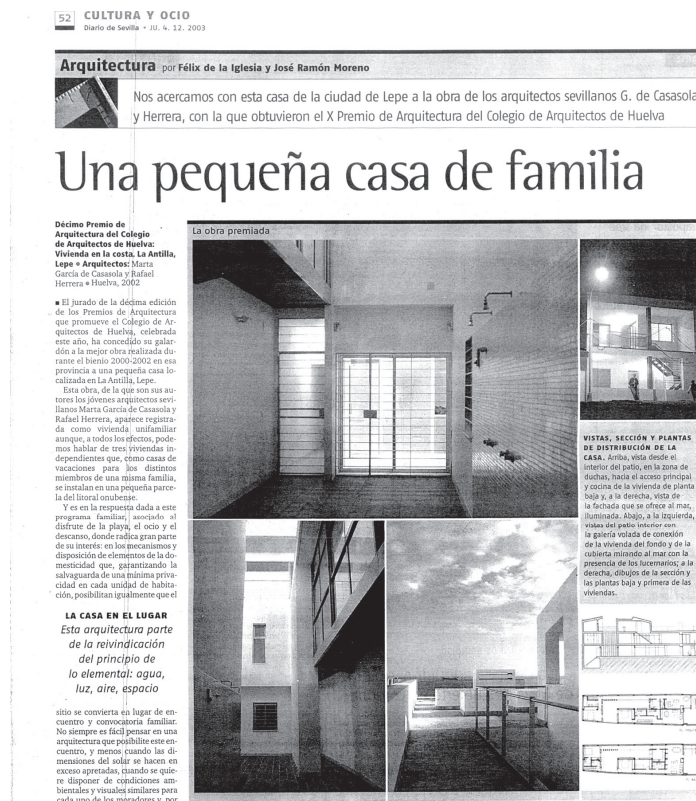 52
CULTURA Y OCIO
Diario de Sevilla • JU. 4. 12. 2003
Arquitectura por Félix de la Iglesia y José Ramón Moreno
Nos acercamos con esta casa de la ciudad de Lepe a la obra de los arquitectos sevillanos G. de Casasola
y Herrera, con la que obtuvieron el X Premio de Arquitectura del Colegio de Arquitectos de Huelva
Una pequeña casa de familia
Décimo Premio de
Arquitectura del Colegio
de Arquitectos de Huelva:
Vivienda en la costa. La Antilla,
Lepe • Arquitectos: Marta
García de Casasola y Rafael
Herrera • Huelva, 2002
■ El jurado de la décima edición
de los Premios de Arquitectura
que promueve el Colegio de Ar-
quitectos de Huelva, celebrada
este año, ha concedido su galar-
dón a la mejor obra realizada du-
rante el bienio 2000-2002 en esa
provincia a una pequeña casa lo-
calizada en La Antilla, Lepe.
Esta obra, de la que son sus au-
tores los jóvenes arquitectos sevi-
llanos Marta García de Casasola y
Rafael Herrera, aparece registra-
da como vivienda unifamiliar
aunque, a todos los efectos, pode-
mos hablar de tres viviendas in-
dependientes que, como casas de
vacaciones para los distintos
miembros de una misma familia,
se instalan en una pequeña parce-
la del litoral onubense.
Y es en la respuesta dada a este
programa familiar, asociado al
disfrute de la playa, el ocio y el
descanso, donde radica gran parte
de su interés: en los mecanismos y
disposición de elementos de la do-
mesticidad que, garantizando la
salvaguarda de una mínima priva-
cidad en cada unidad de habita-
ción, posibilitan igualmente que el
LA CASA EN EL LUGAR
Esta arquitectura parte
de la reivindicación
del principio de
lo elemental: agua,
luz, aire, espacio
sitio se convierta en lugar de en-
cuentro y convocatoria familiar.
No siempre es fácil pensar en una
arquitectura que posibilite este en-
cuentro, y menos cuando las di-
mensiones del solar se hacen en
exceso apretadas, cuando se quie-
re disponer de condiciones am-
bientales y visuales similares para
cada uno de los moradores y, por
La obra premiada
VISTAS, SECCIÓN Y PLANTAS
DE DISTRIBUCIÓN DE LA
CASA. Arriba, vista desde el
interior del patio, en la zona de
duchas, hacia el acceso principal
y cocina de la vivienda de planta
baja y, a la derecha, vista de
la fachada que se ofrece al mar,
iluminada. Abajo, a la izquierda,
vistas del patio interior con
la galería volada de conexión
de la vivienda del fondo y de la
cubierta mirando al mar con la
presencia de los lucernarios; a la
derecha, dibujos de la sección y
las plantas baja y primera de las
viviendas.